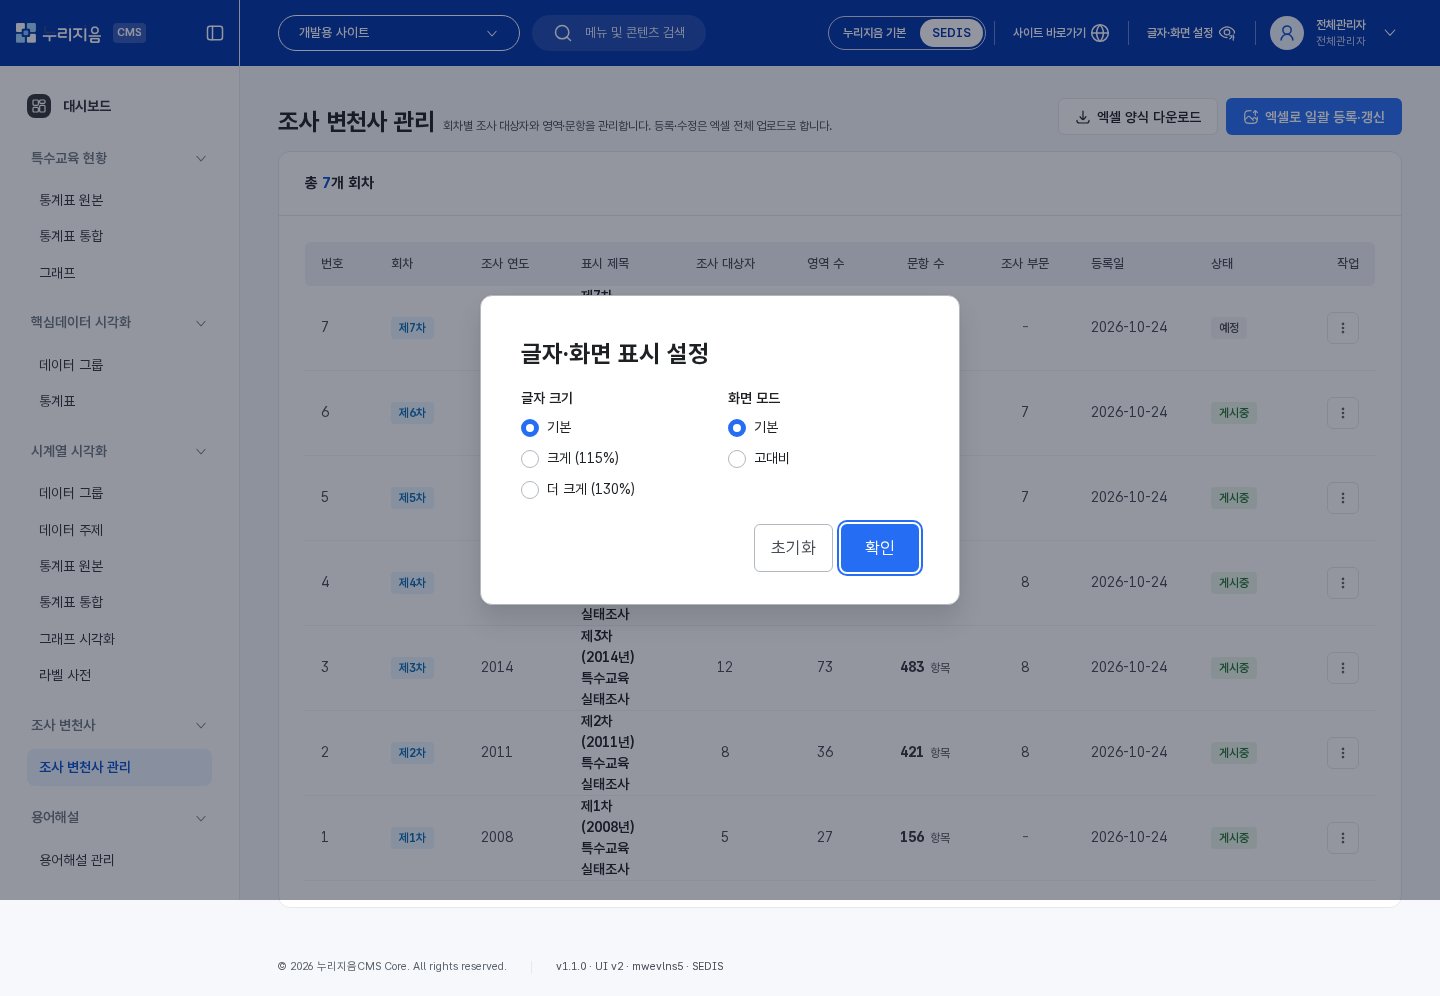 누리지음 CMS
개발용 사이트
메뉴 및 콘텐츠 검색
누리지음 기본
SEDIS
사이트 바로가기
글자·화면 설정
전체관리자
전체관리자
대시보드
특수교육 현황
통계표 원본
통계표 통합
그래프
핵심데이터 시각화
데이터 그룹
통계표
시계열 시각화
데이터 그룹
데이터 주제
통계표 원본
통계표 통합
그래프 시각화
라벨 사전
조사 변천사
조사 변천사 관리
용어해설
용어해설 관리
조사 변천사 관리 회차별 조사 대상자와 영역·문항을 관리합니다. 등록·수정은 엑셀 전체 업로드로 합니다.
엑셀 양식 다운로드
엑셀로 일괄 등록·갱신
총 7개 회차
번호 회차 조사 연도 표시 제목 조사 대상자 영역 수 문항 수 조사 부문 등록일 상태 작업
7 제7차 - 2026-10-24 예정
6 제6차 7 2026-10-24 게시중
5 제5차 7 2026-10-24 게시중
4 제4차 8 2026-10-24 게시중
실태조사
제3차
(2014년)
3 제3차 2014 12 73 483 항목 8 2026-10-24 게시중
특수교육
실태조사
제2차
(2011년)
2 제2차 2011 8 36 421 항목 8 2026-10-24 게시중
특수교육
실태조사
제1차
(2008년)
1 제1차 2008 5 27 156 항목 - 2026-10-24 게시중
특수교육
실태조사
글자·화면 표시 설정
글자 크기
기본
크게 (115%)
더 크게 (130%)
화면 모드
기본
고대비
초기화
확인
© 2026 누리지음CMS Core. All rights reserved.
v1.1.0 · UI v2 · mwevlns5 · SEDIS